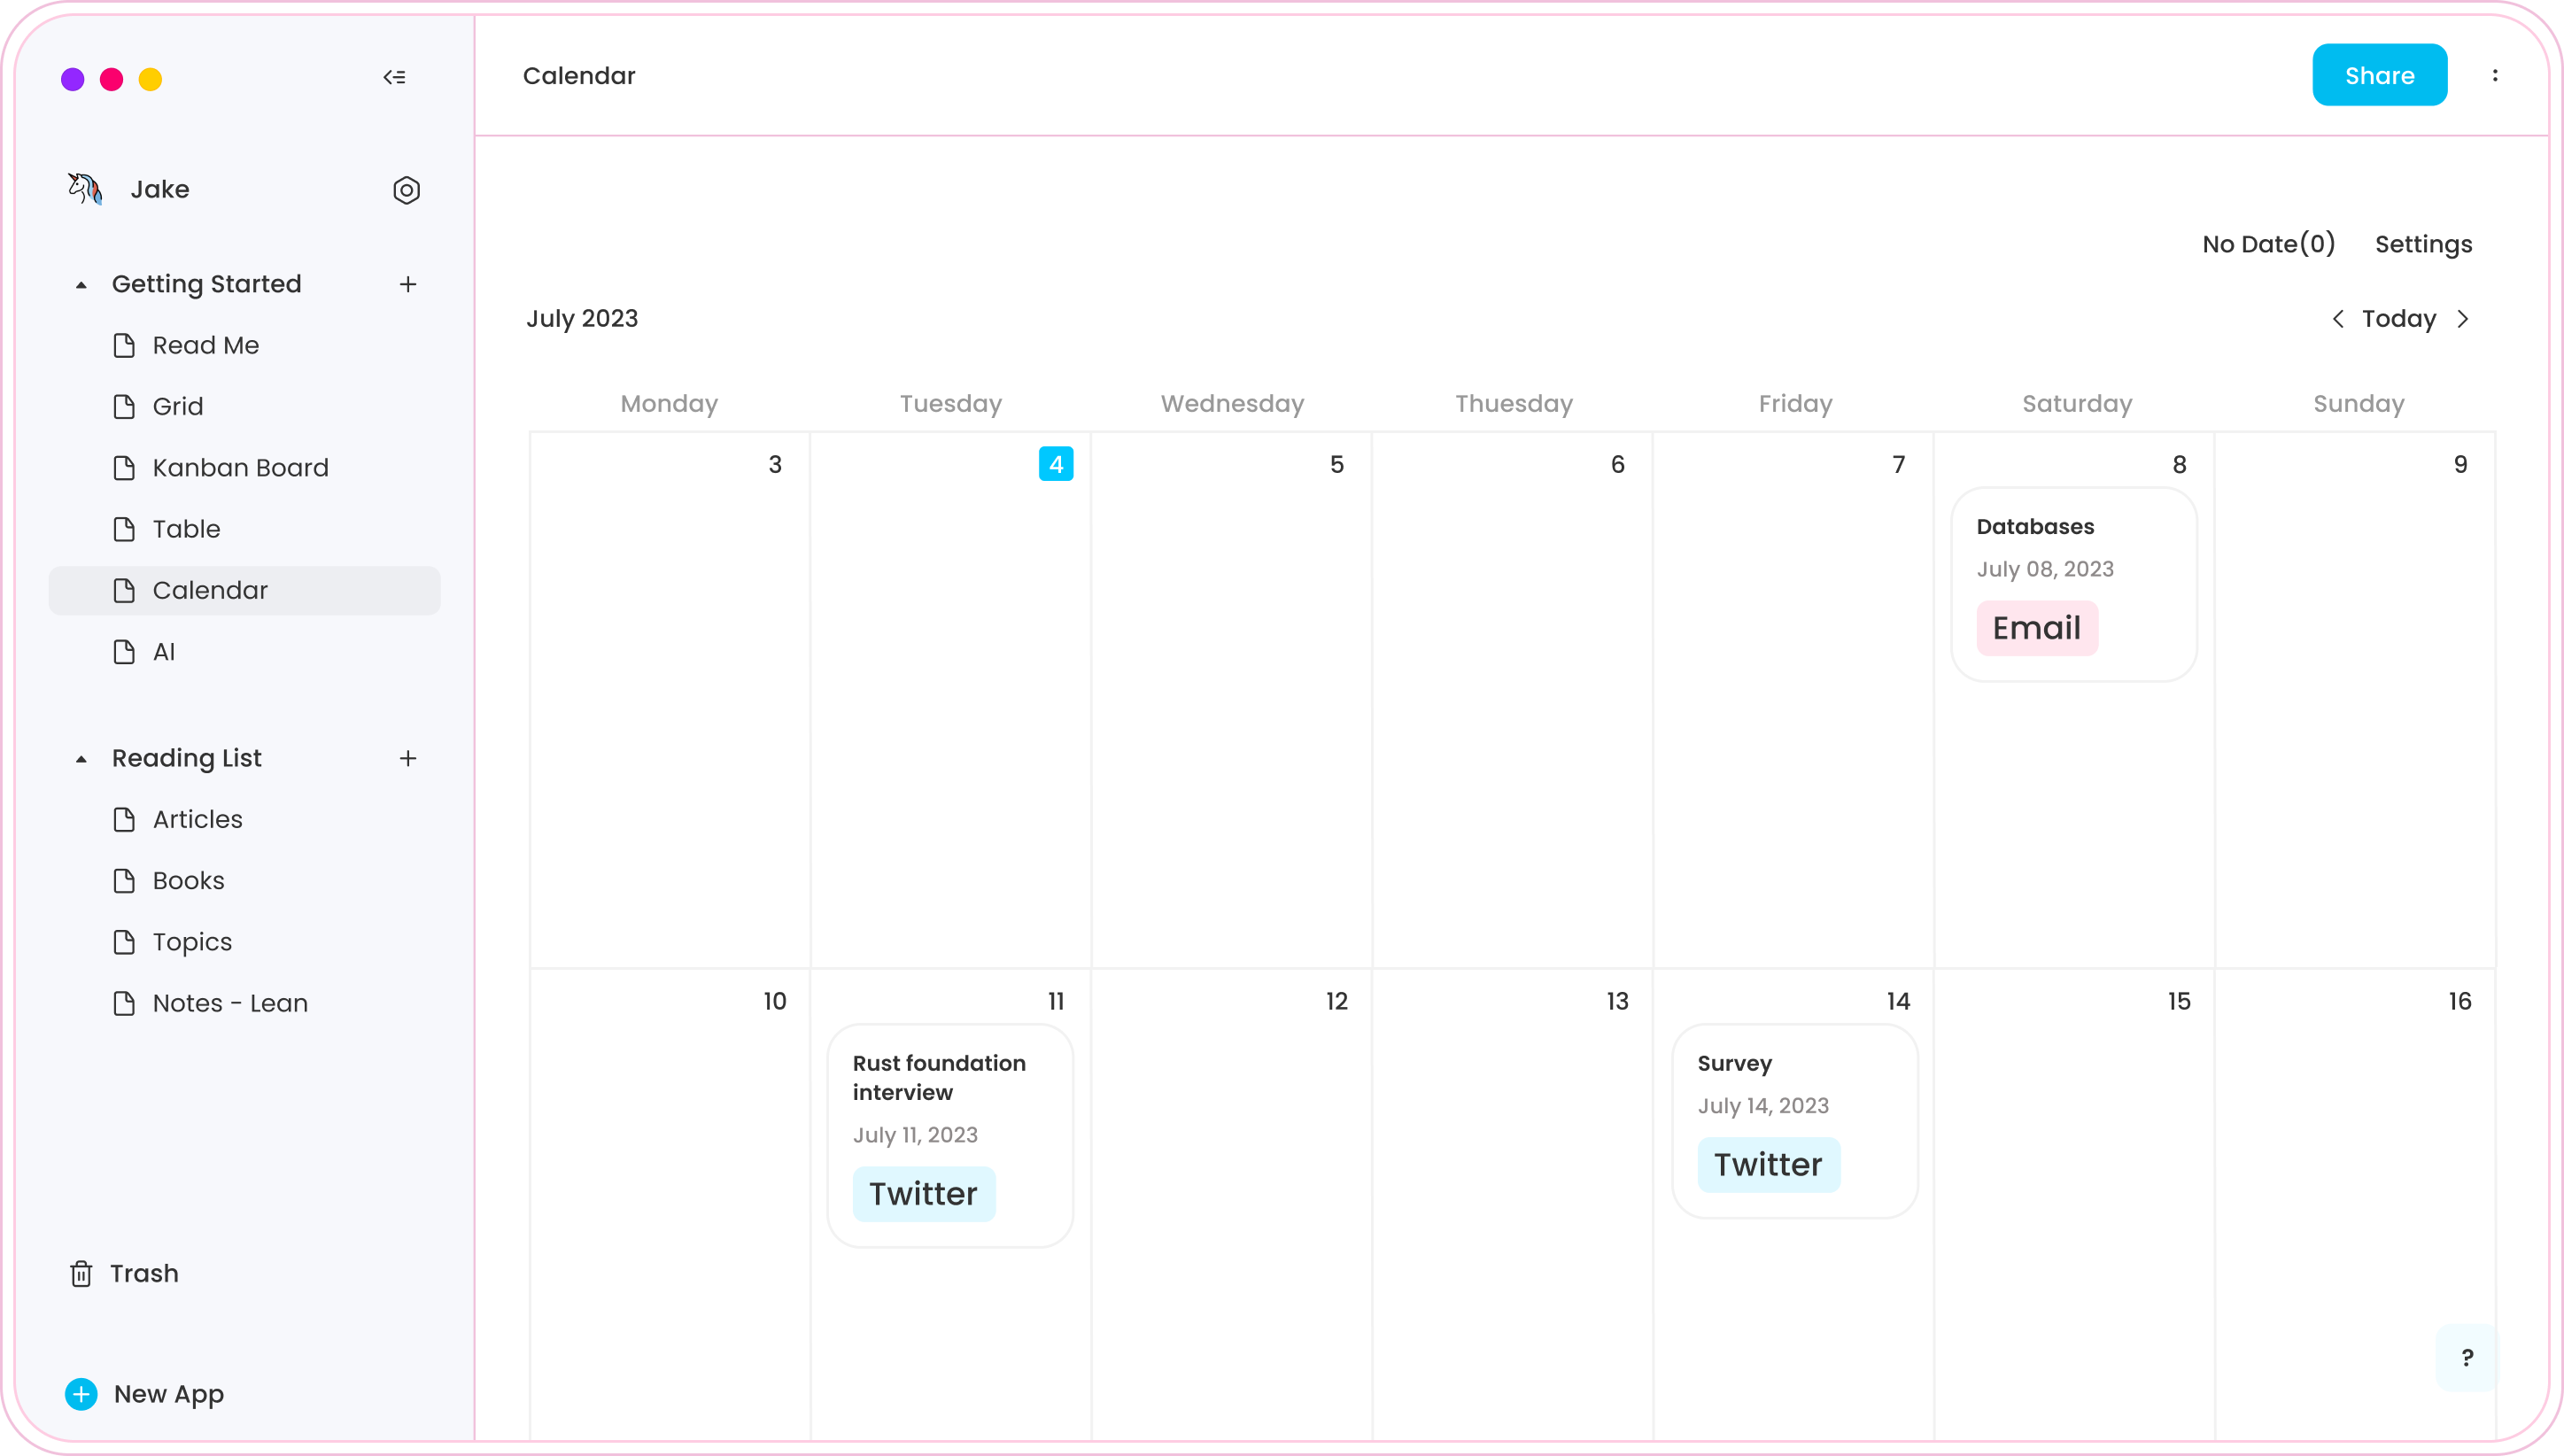 Calendar
Share
Jake
Getting Started
Read Me
Grid
Kanban Board
Table
Calendar
AI
Reading List
Articles
Books
Topics
Notes - Lean
Trash
New App
No Date(0) Settings
July 2023
Today
Monday Tuesday Wednesday Thuesday Friday Saturday Sunday
3 4 5 6 7 8 9
Databases
July 08, 2023
Email
10 11 12 13 14 15 16
Rust foundation
interview
July 11, 2023
Twitter
Survey
July 14, 2023
Twitter
?